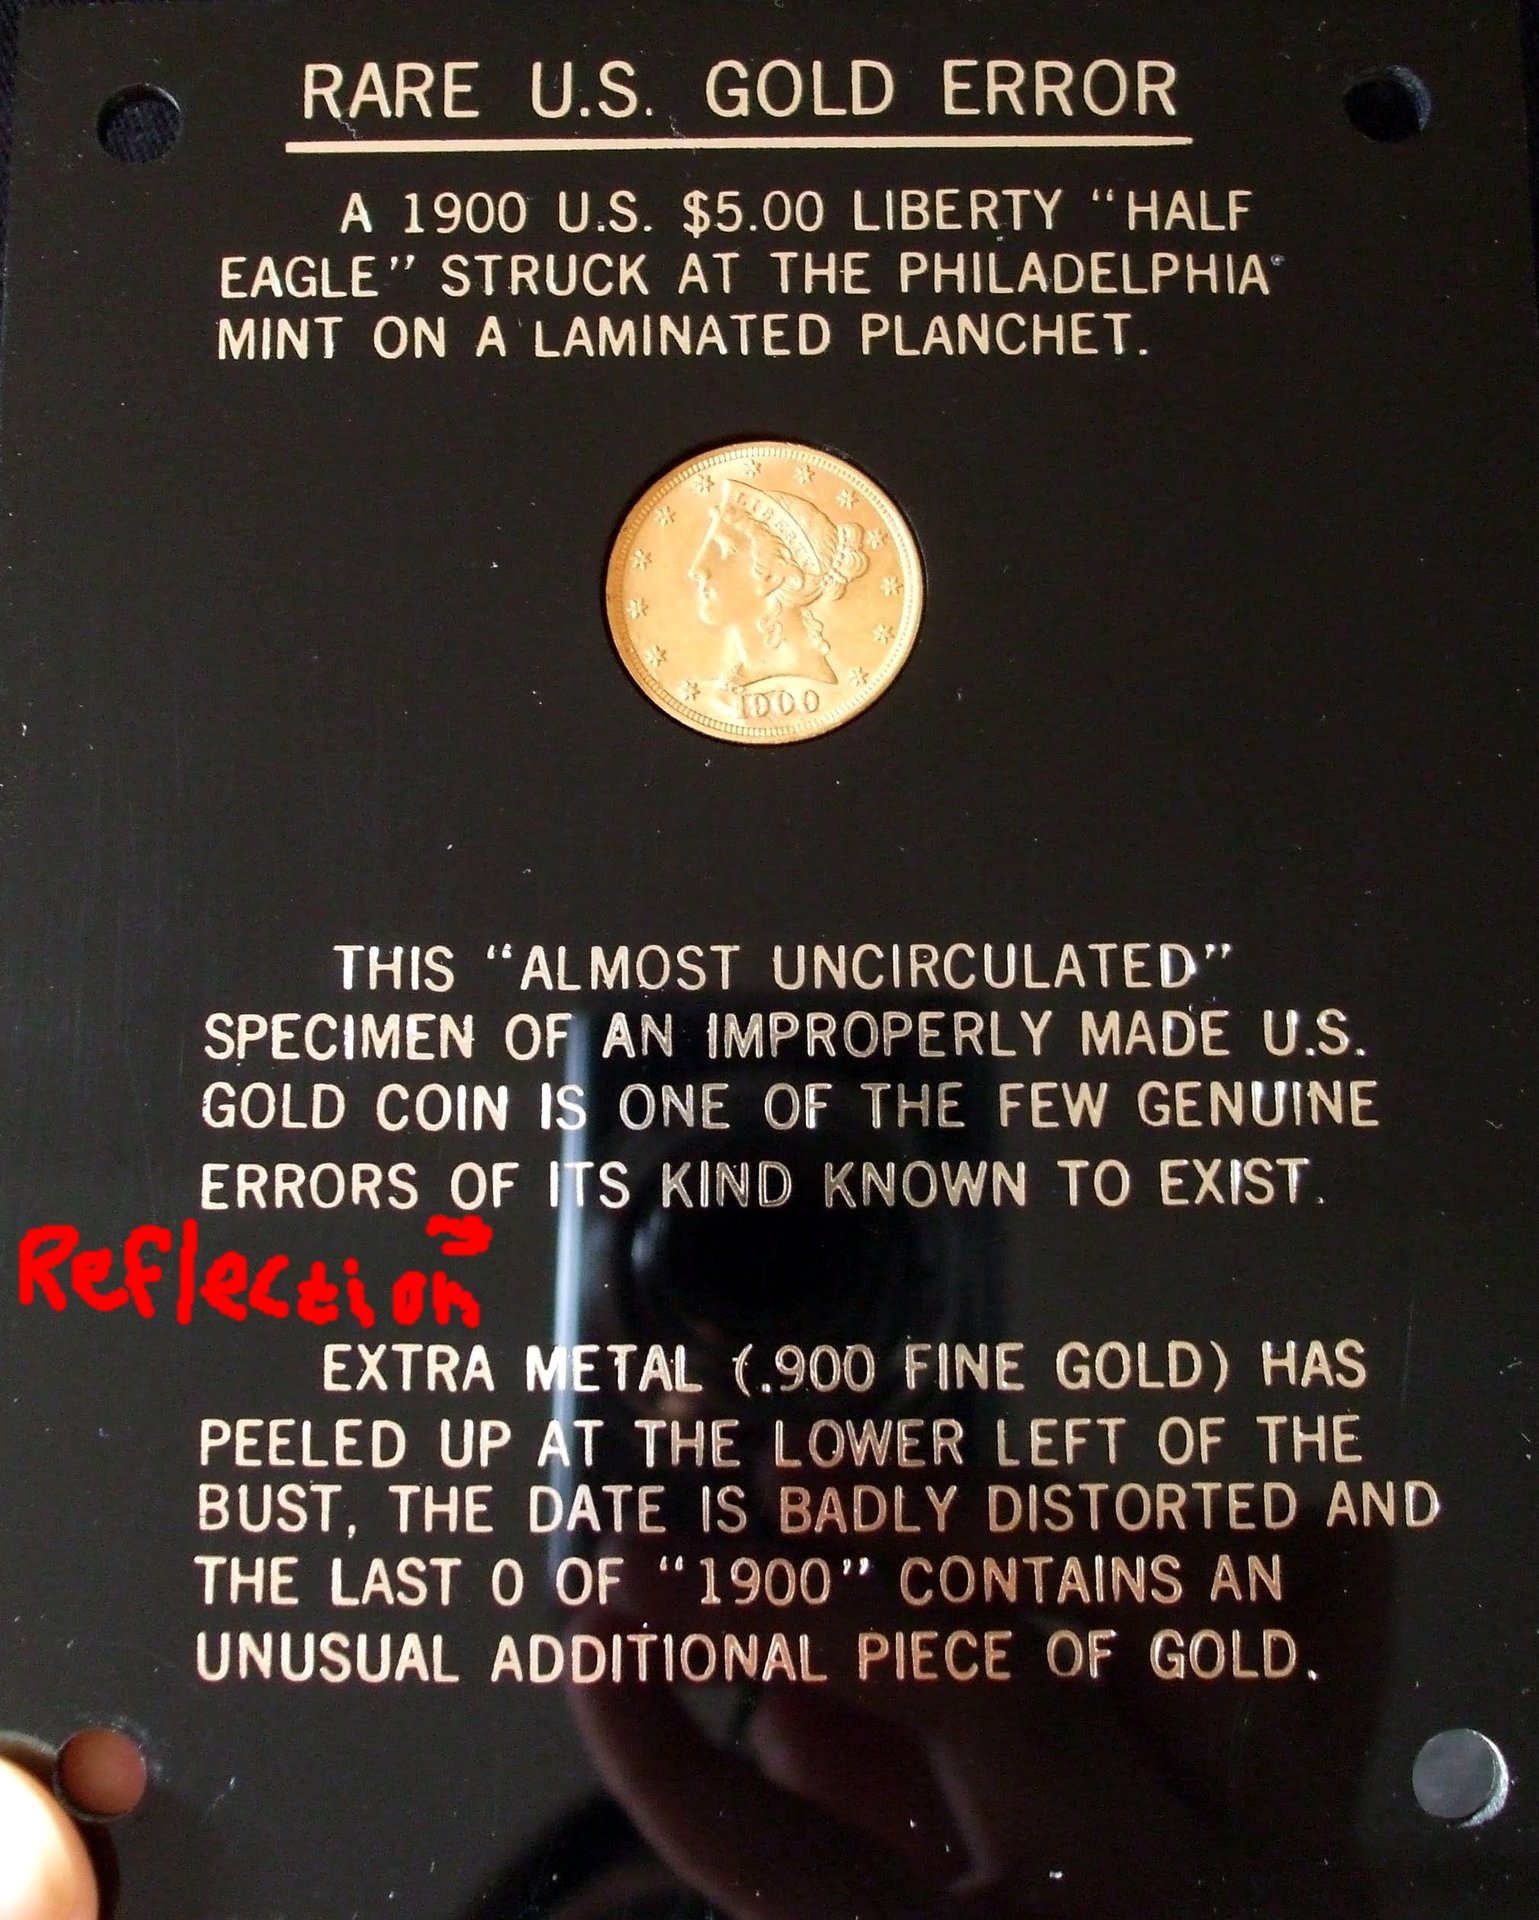 RARE U.S. GOLD ERROR
A 1900 U.S. $5.00 LIBERTY "HALF
EAGLE" STRUCK AT THE PHILADELPHIA
MINT ON A LAMINATED PLANCHET.
LIBERTY
1900
THIS "ALMOST UNCIRCULATED"
SPECIMEN OF AN IMPROPERLY MADE U.S.
GOLD COIN IS ONE OF THE FEW GENUINE
ERRORS OF ITS KIND KNOWN TO EXIST.
Reflection
EXTRA METAL (.900 FINE GOLD) HAS
PEELED UP AT THE LOWER LEFT OF THE
BUST, THE DATE IS BADLY DISTORTED AND
THE LAST 0 OF "1900" CONTAINS AN
UNUSUAL ADDITIONAL PIECE OF GOLD.